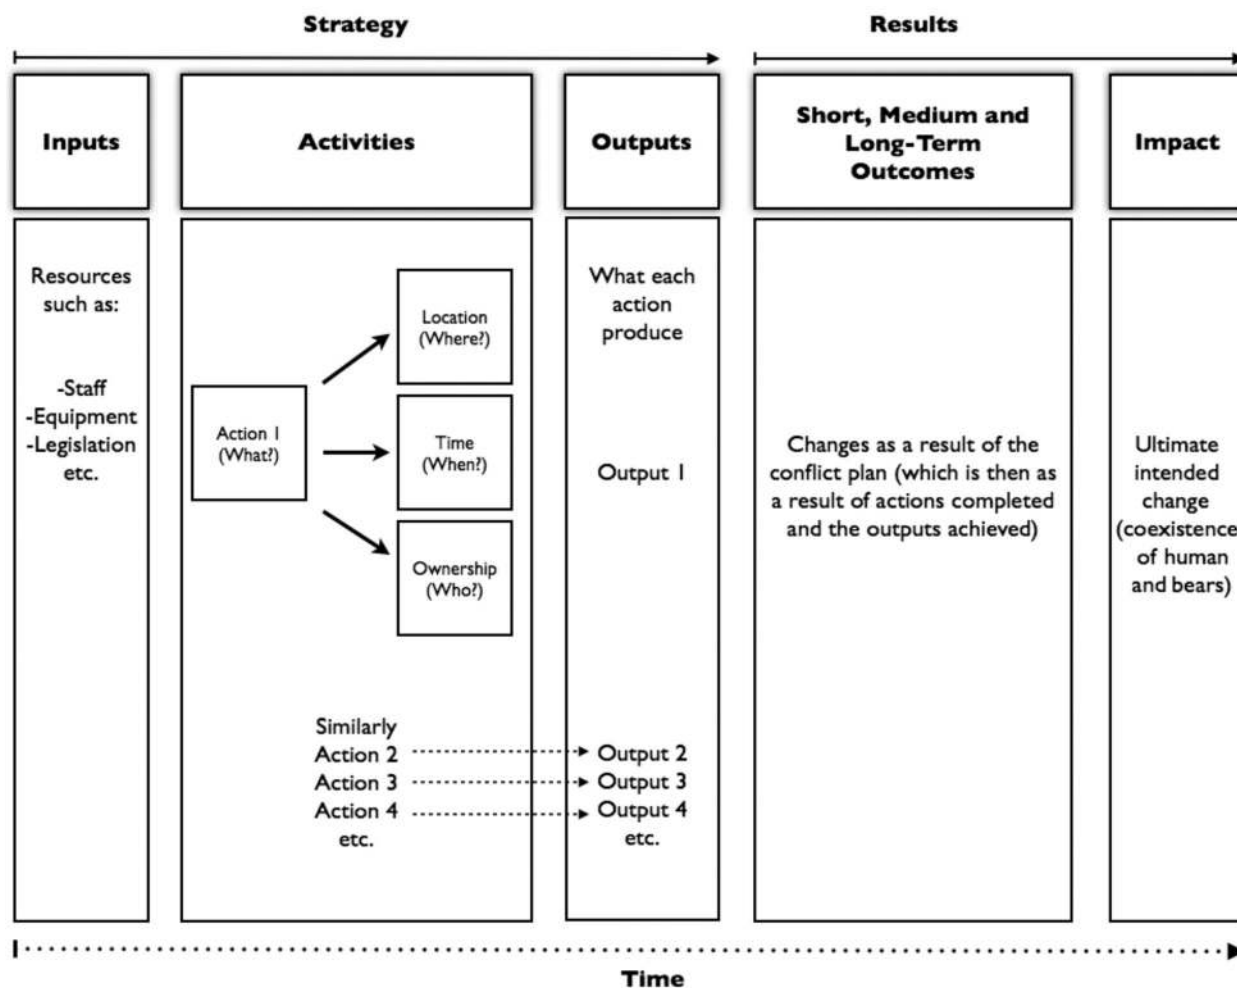 Strategy
Results
Inputs
Activities
Outputs
Short, Medium and
Long-Term
Outcomes
Impact
Resources
such as:
-Staff
-Equipment
-Legislation
etc.
Action 1
(What?)
Location
(Where?)
Time
(When?)
Ownership
(Who?)
Similarly
Action 2
Action 3
Action 4
etc.
What each
action
produce
Output 1
Output 2
Output 3
Output 4
etc.
Changes as a result of the
conflict plan (which is then as
a result of actions completed
and the outputs achieved)
Ultimate
intended
change
(coexistence
of human
and bears)
Time